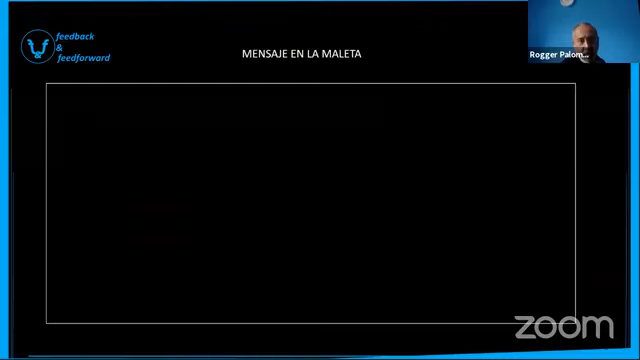 feedback
&
feedforward
MENSAJE EN LA MALETA
Rogger Palom...
zoom